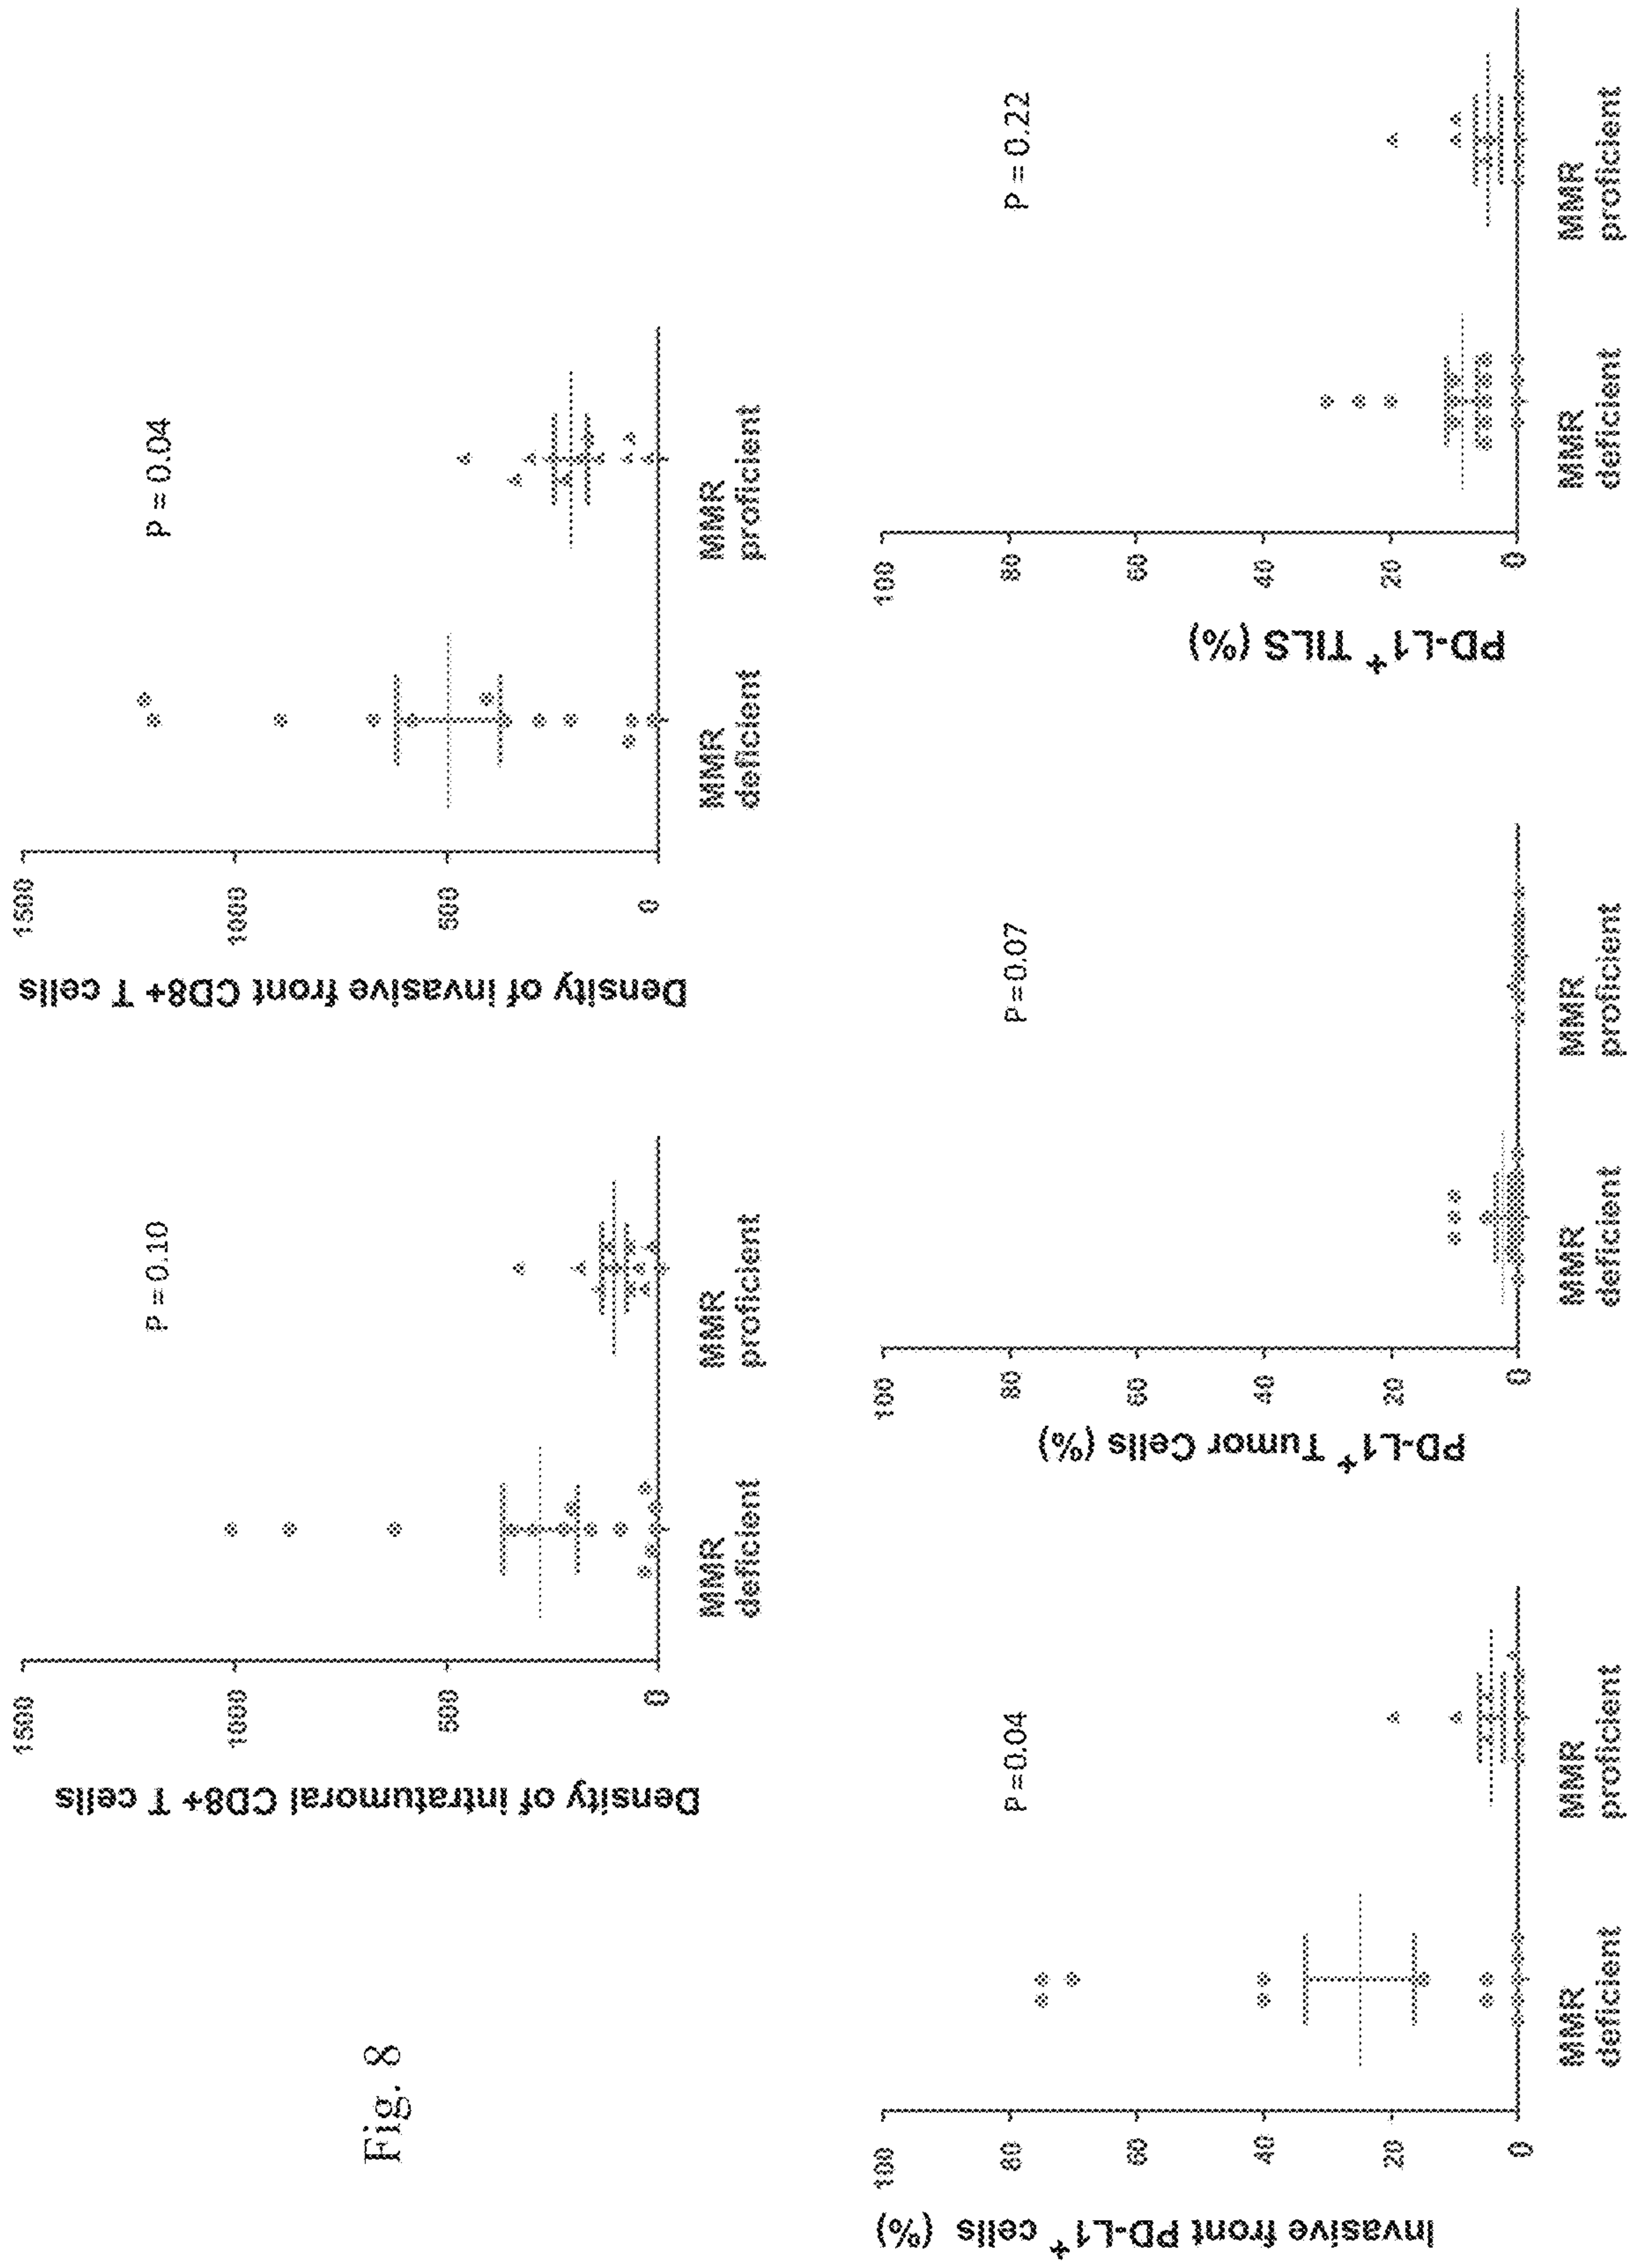 Fig. 8
Density of intratumoral CD8+ T cells
1500
1000
500
0
P = 0.10
MMR
deficient
MMR
proficient
Density of invasive front CD8+ T cells
1500
1000
500
0
P = 0.04
MMR
deficient
MMR
proficient
Invasive front PD-L1+ cells (%)
100
80
60
40
20
0
P=0.04
MMR
deficient
MMR
proficient
PD-L1+ Tumor Cells (%)
100
80
60
40
20
0
P=0.07
MMR
deficient
MMR
proficient
PD-L1+ TILS (%)
100
80
60
40
20
0
P = 0.22
MMR
deficient
MMR
proficient